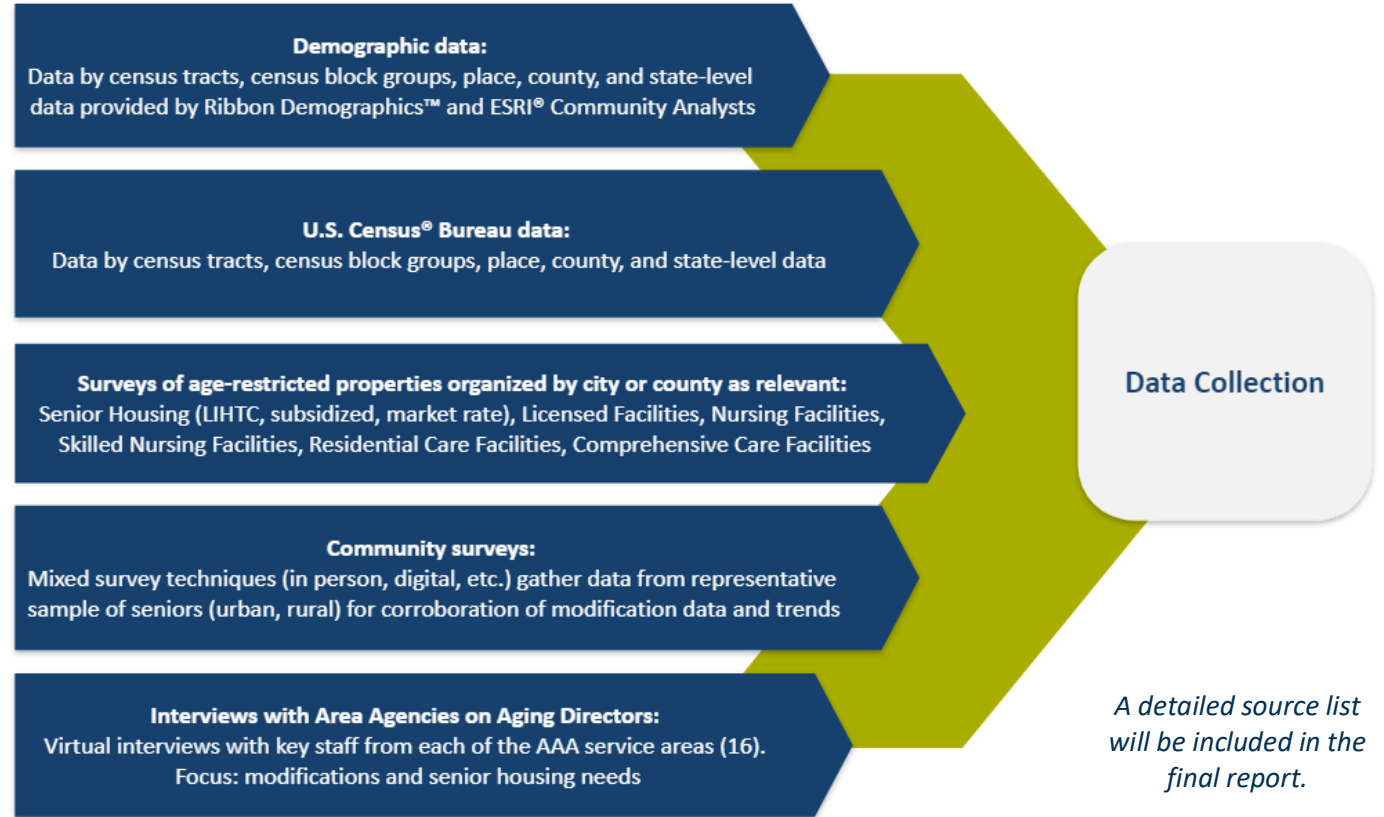 Demographic data:
Data by census tracts, census block groups, place, county, and state-level
data provided by Ribbon Demographics™ and ESRI® Community Analysts
U.S. Census® Bureau data:
Data by census tracts, census block groups, place, county, and state-level data
Surveys of age-restricted properties organized by city or county as relevant:
Senior Housing (LIHTC, subsidized, market rate), Licensed Facilities, Nursing Facilities,
Skilled Nursing Facilities, Residential Care Facilities, Comprehensive Care Facilities
Community surveys:
Mixed survey techniques (in person, digital, etc.) gather data from representative
sample of seniors (urban, rural) for corroboration of modification data and trends
Interviews with Area Agencies on Aging Directors:
Virtual interviews with key staff from each of the AAA service areas (16).
Focus: modifications and senior housing needs
Data Collection
A detailed source list
will be included in the
final report.